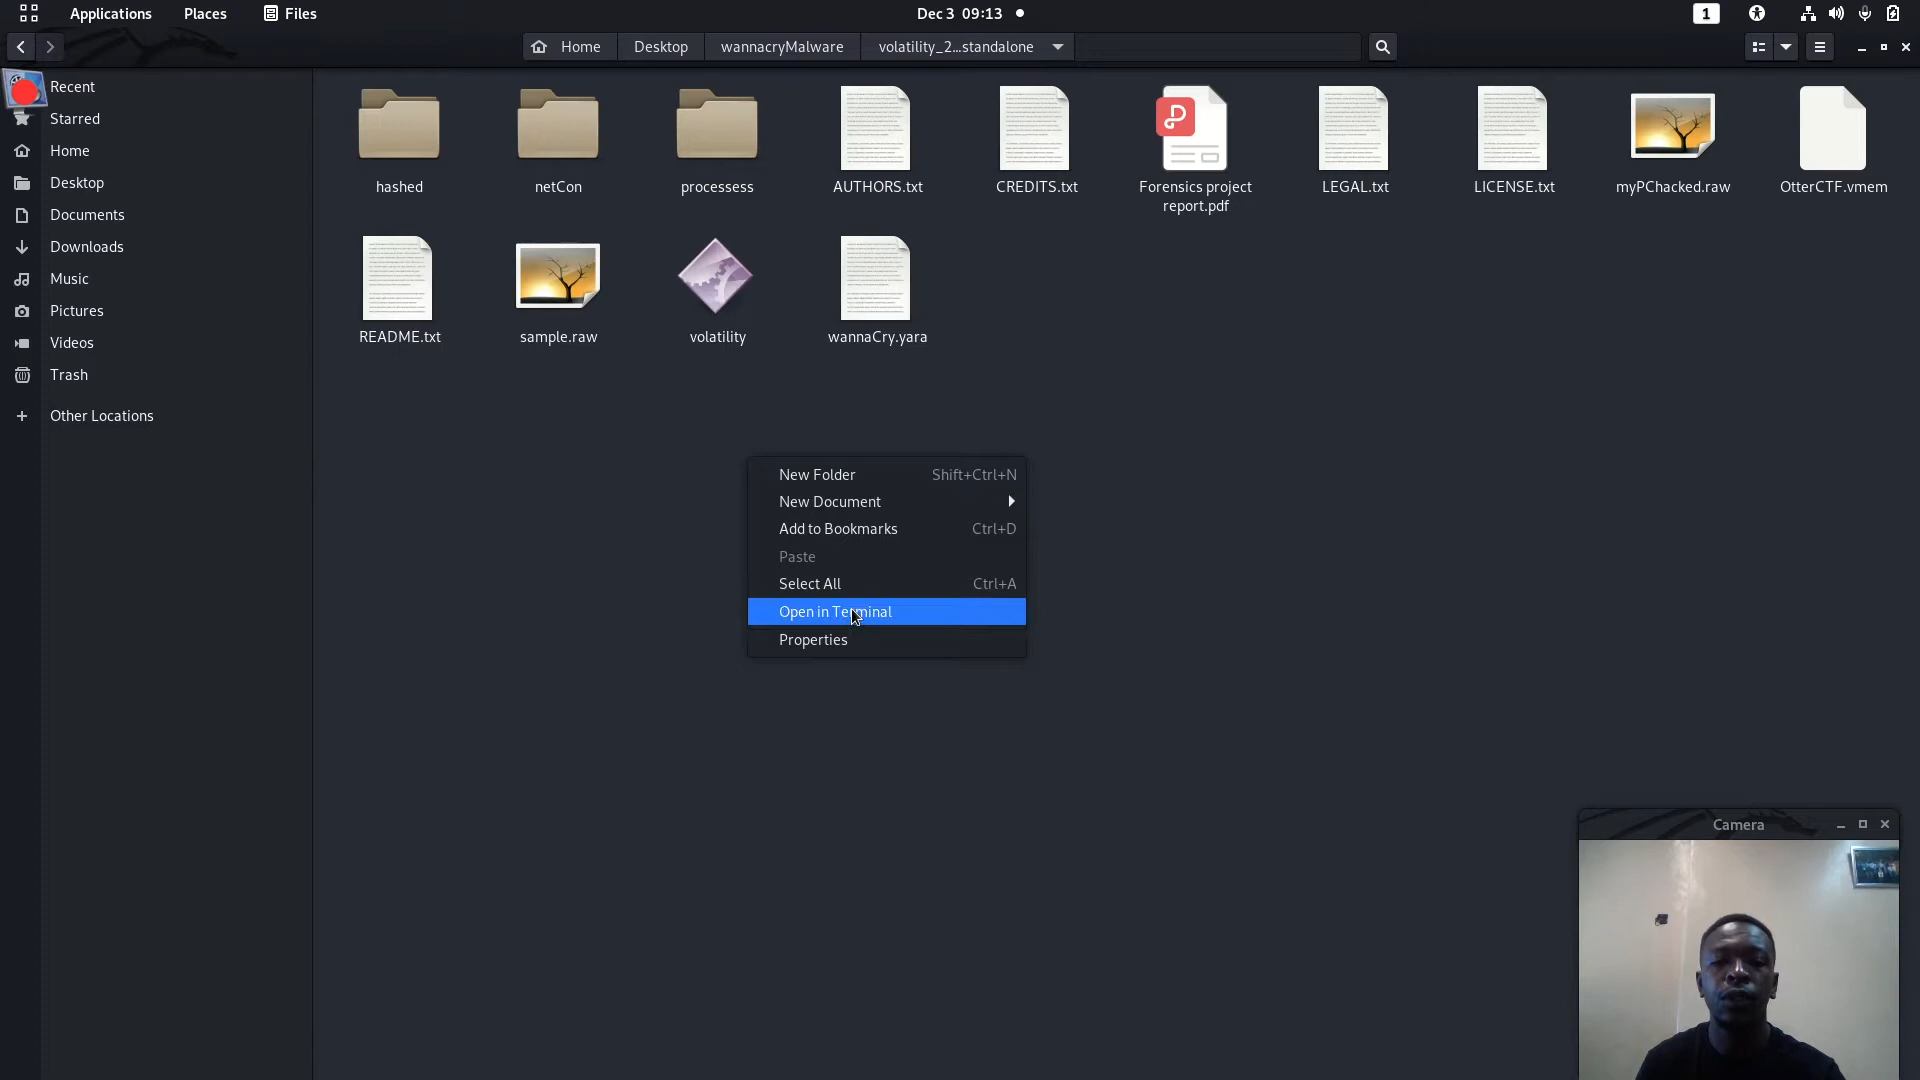 Applications Places Files Dec 3 09:13 1
Home Desktop wannacryMalware volatility_2...standalone
Recent
Starred
Home
Desktop
Documents
Downloads
Music
Pictures
Videos
Trash
Other Locations
hashed netCon processess AUTHORS.txt CREDITS.txt Forensics project LEGAL.txt LICENSE.txt myPChacked.raw OtterCTF.vmem
report.pdf
README.txt sample.raw volatility wannaCry.yara
New Folder Shift+Ctrl+N
New Document
Add to Bookmarks Ctrl+D
Paste
Select All Ctrl+A
Open in Terminal
Properties
Camera